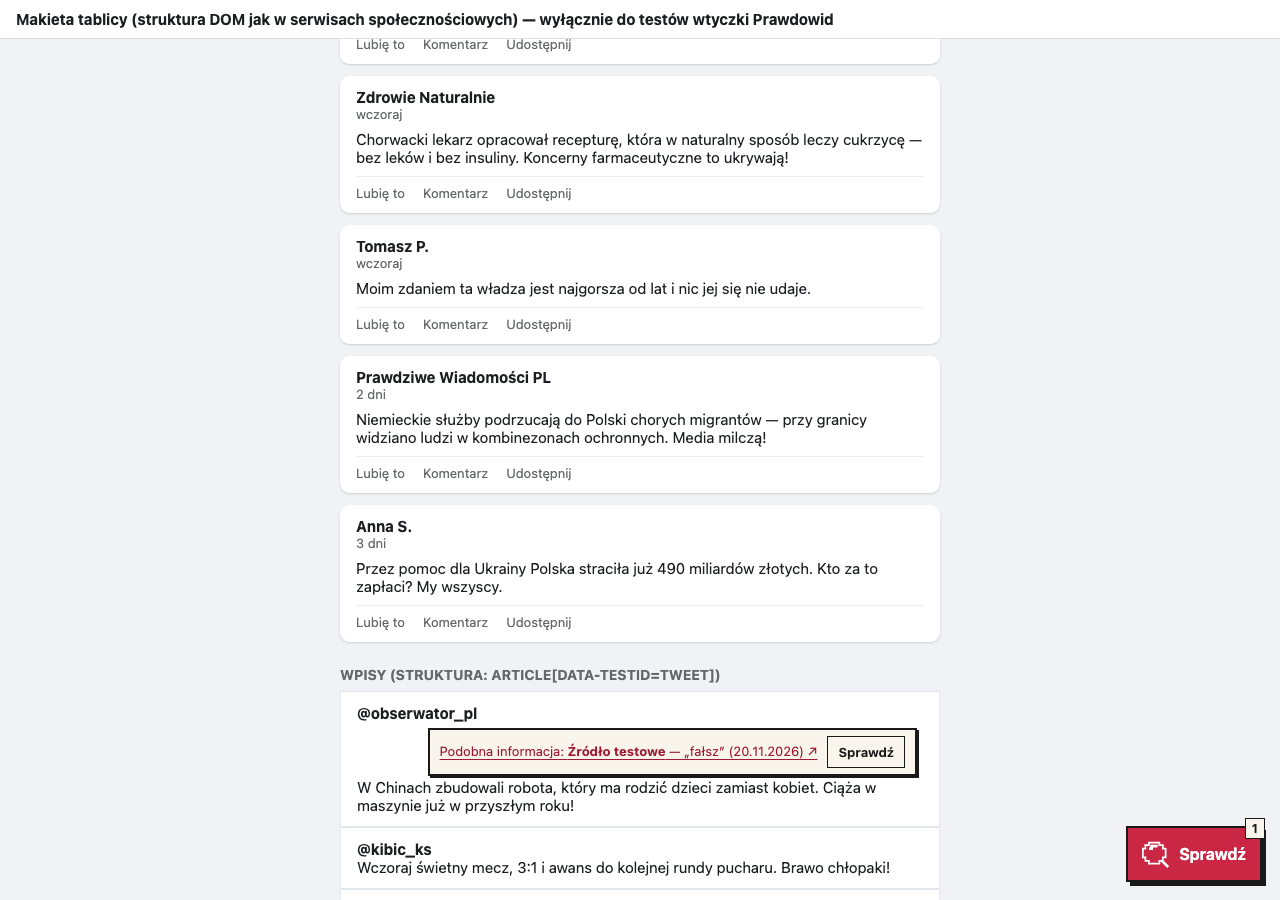 Makieta tablicy (struktura DOM jak w serwisach społecznościowych) — wyłącznie do testów wtyczki Prawdowid
Lubię to Komentarz Udostępnij
Zdrowie Naturalnie
wczoraj
Chorwacki lekarz opracował recepturę, która w naturalny sposób leczy cukrzycę —
bez leków i bez insuliny. Koncerny farmaceutyczne to ukrywają!
Lubię to Komentarz Udostępnij
Tomasz P.
wczoraj
Moim zdaniem ta władza jest najgorsza od lat i nic jej się nie udaje.
Lubię to Komentarz Udostępnij
Prawdziwe Wiadomości PL
2 dni
Niemieckie służby podrzucają do Polski chorych migrantów — przy granicy
widziano ludzi w kombinezonach ochronnych. Media milczą!
Lubię to Komentarz Udostępnij
Anna S.
3 dni
Przez pomoc dla Ukrainy Polska straciła już 490 miliardów złotych. Kto za to
zapłaci? My wszyscy.
Lubię to Komentarz Udostępnij
WPISY (STRUKTURA: ARTICLE[DATA-TESTID=TWEET])
@obserwator_pl
Podobna informacja: Źródło testowe — „fałsz” (20.11.2026) ↗ Sprawdź
W Chinach zbudowali robota, który ma rodzić dzieci zamiast kobiet. Ciąża w
maszynie już w przyszłym roku!
@kibic_ks
Wczoraj świetny mecz, 3:1 i awans do kolejnej rundy pucharu. Brawo chłopaki!
1
Sprawdź